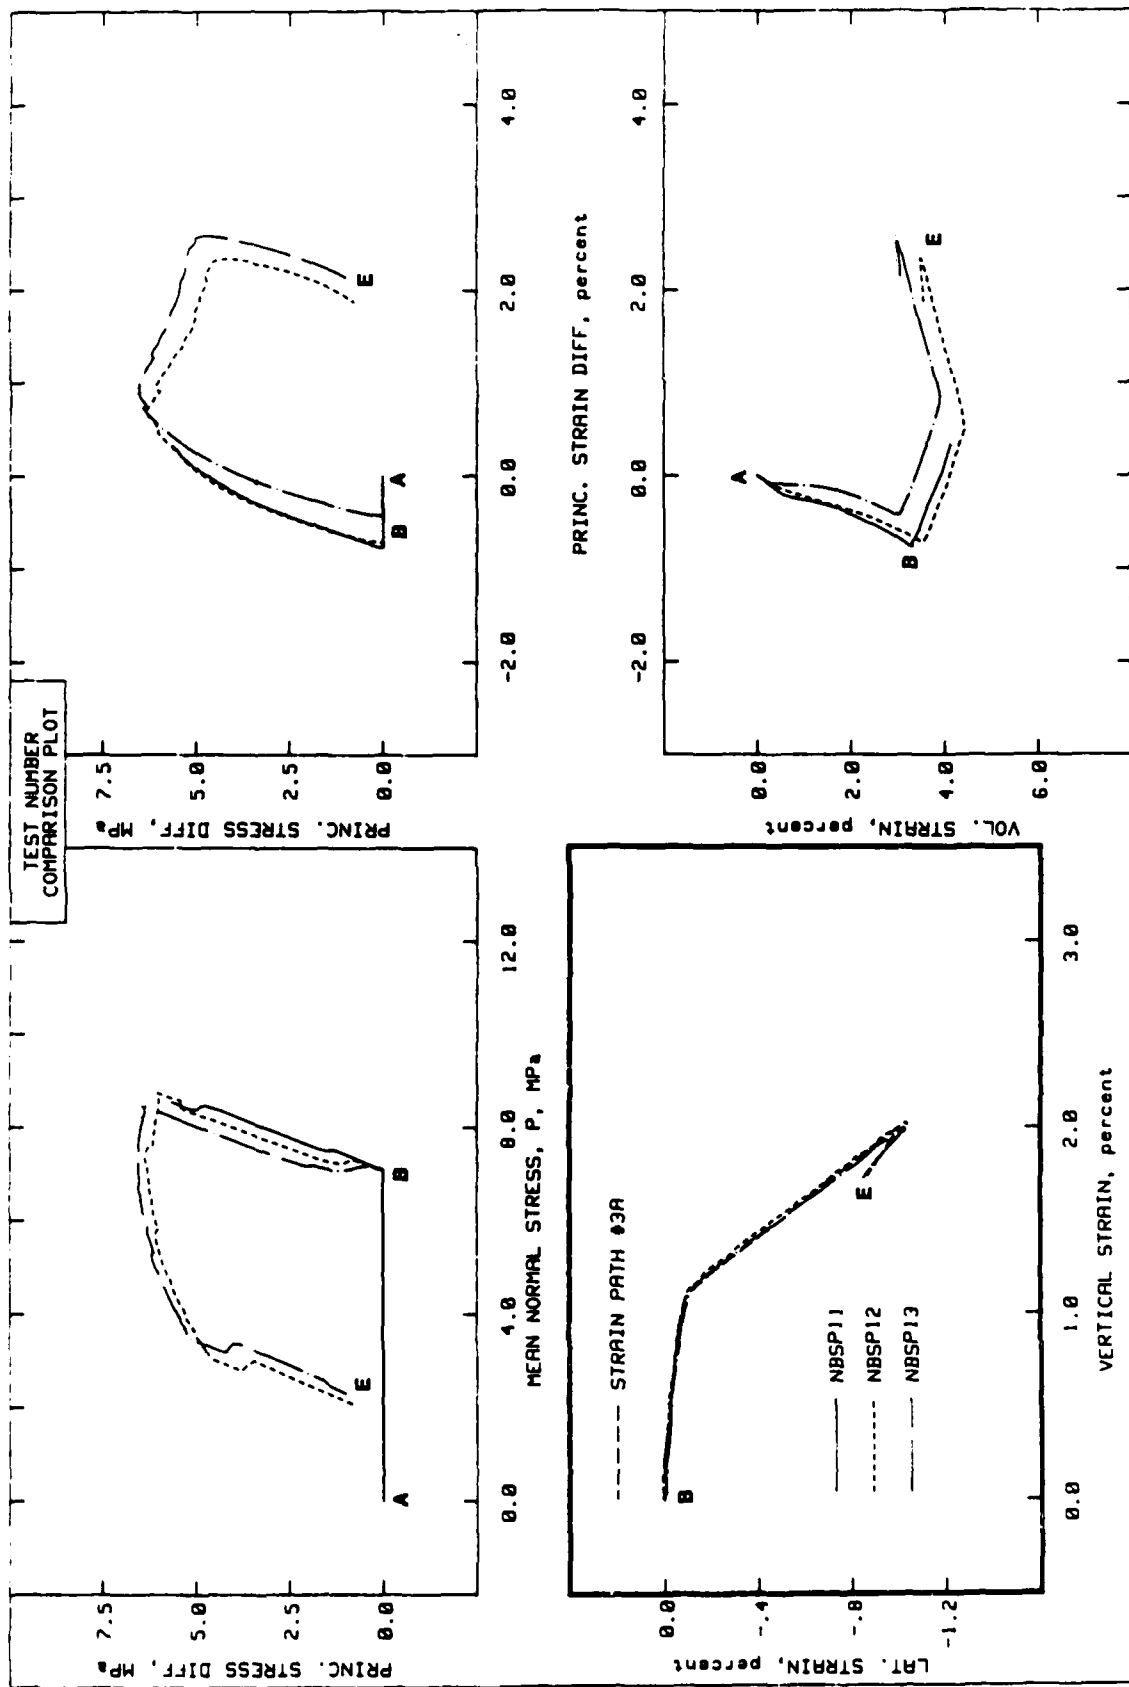 TEST NUMBER
COMPARISON PLOT
PRINC. STRESS DIFF, MPa
7.5
5.0
2.5
0.0
A
B
E
0.0
4.0
8.0
12.0
MEAN NORMAL STRESS, P, MPa
PRINC. STRESS DIFF, MPa
7.5
5.0
2.5
0.0
B
A
E
-2.0
0.0
2.0
4.0
PRINC. STRAIN DIFF, percent
LAT. STRAIN, percent
0.0
-.4
-.8
-1.2
STRAIN PATH #3A
B
E
NBSP11
NBSP12
NBSP13
0.0
1.0
2.0
3.0
VERTICAL STRAIN, percent
-2.0
0.0
2.0
4.0
VOL. STRAIN, percent
0.0
2.0
4.0
6.0
A
B
E